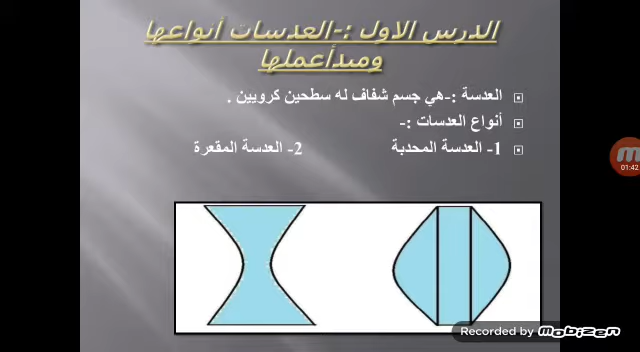 الدرس الاول :-العدسات أنواعها
ومبدأعملها
العدسة :-هي جسم شفاف له سطحين كرويين .
أنواع العدسات :-
1- العدسة المحدبة 2- العدسة المقعرة
01:42
Recorded by mobizen